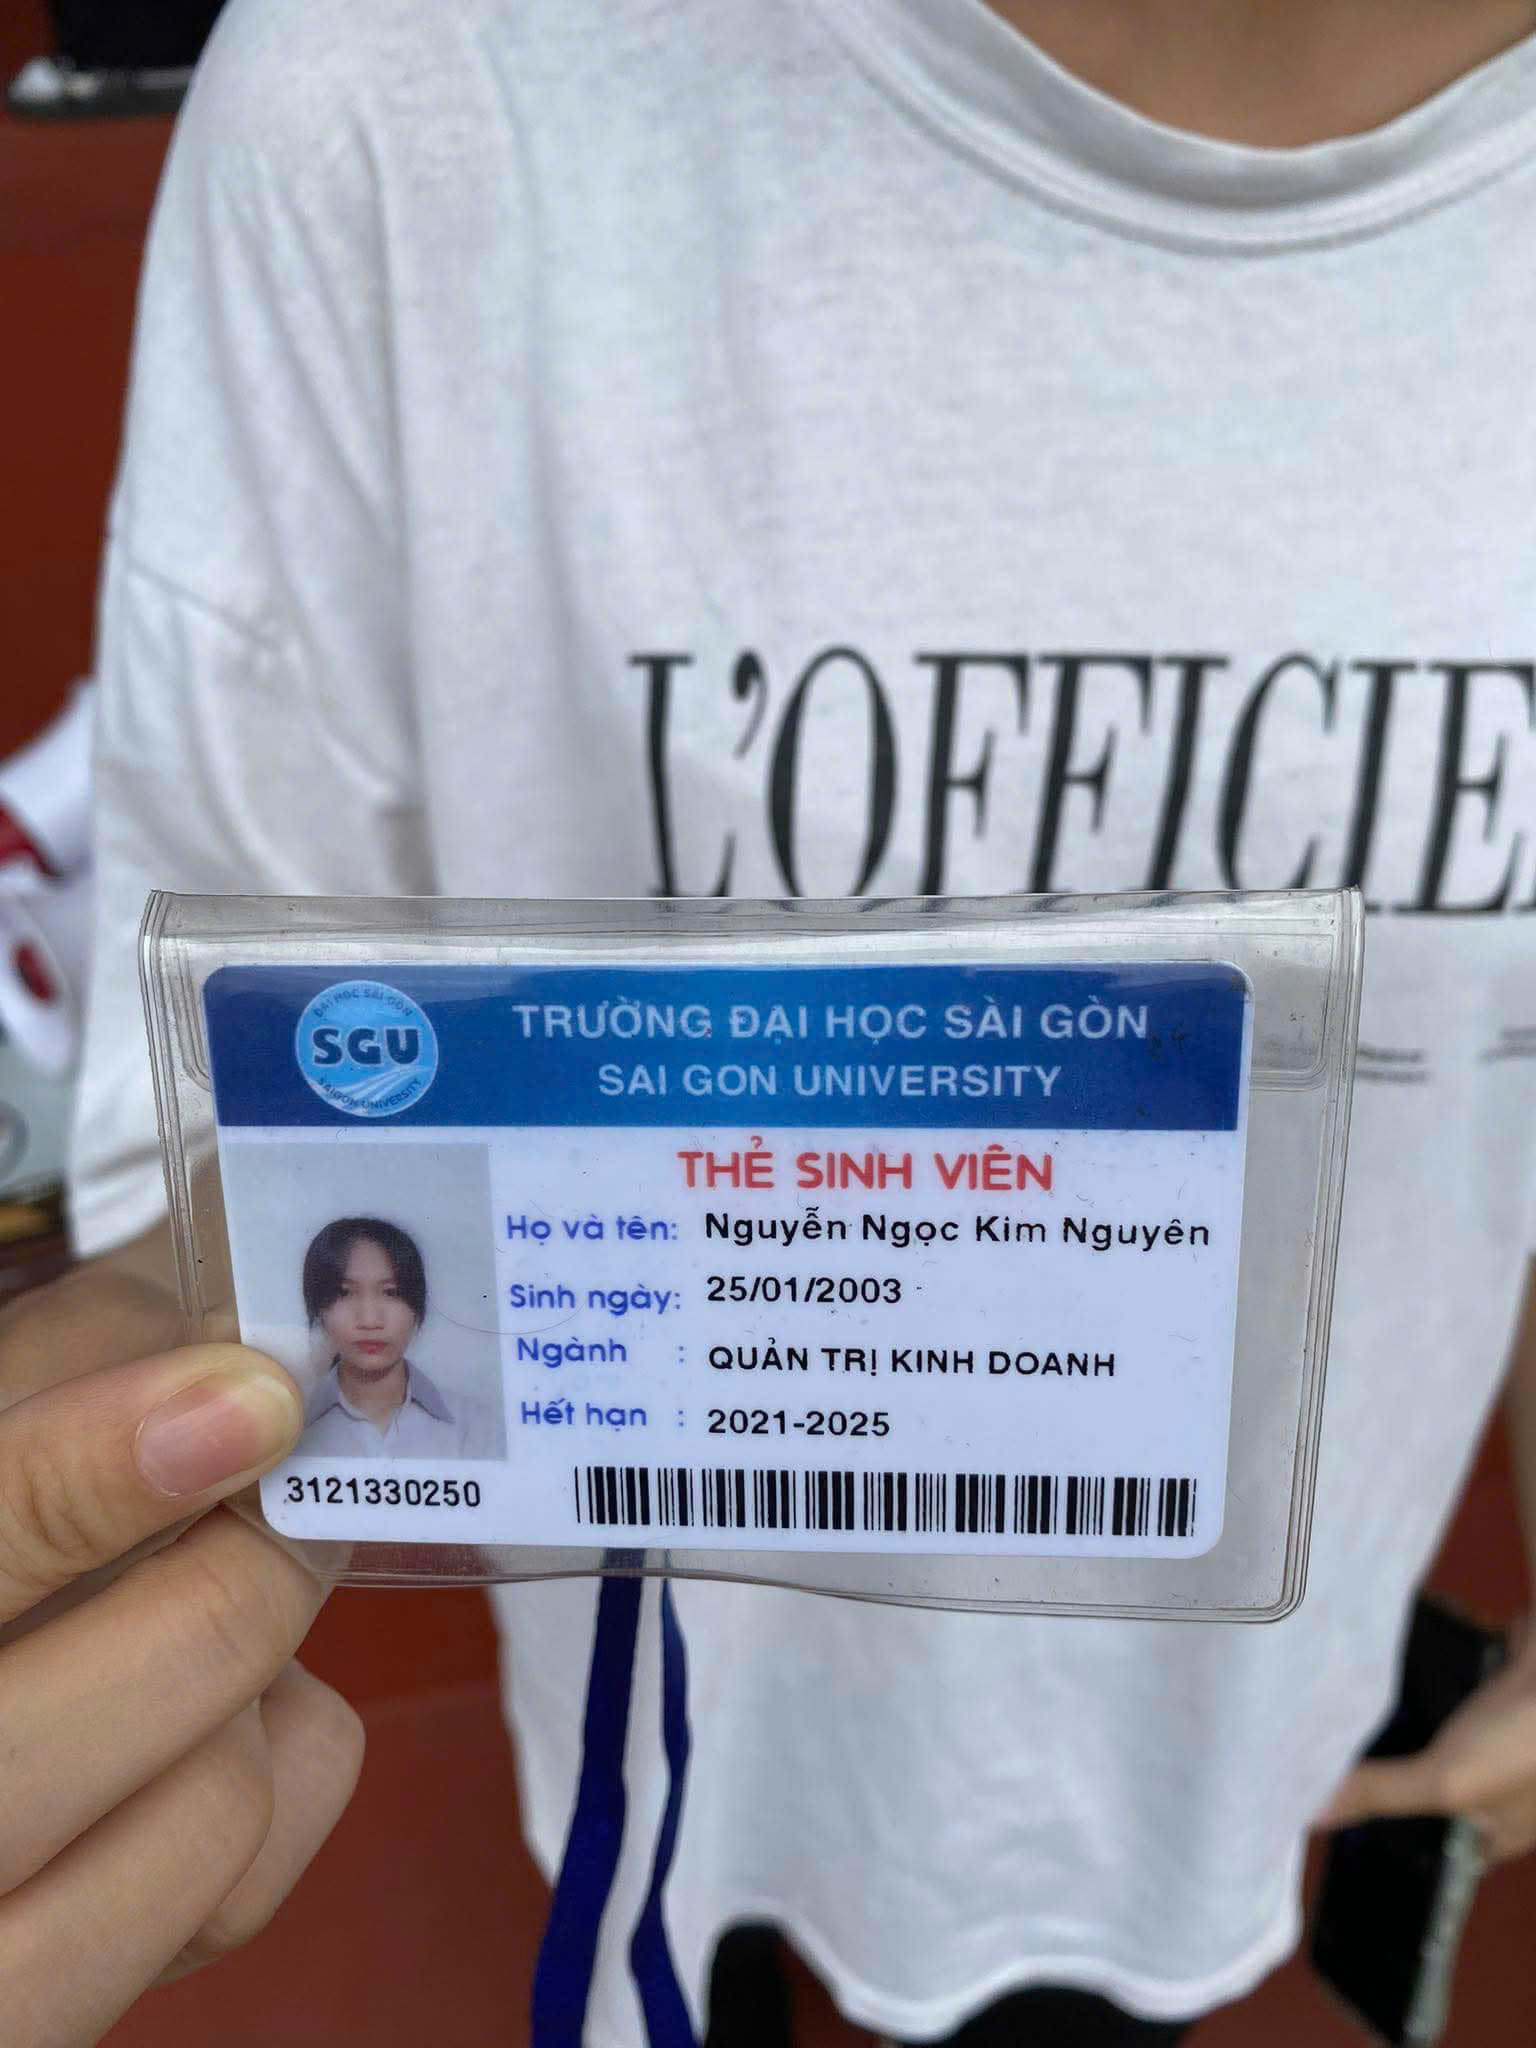 L'OFFICIE
ĐẠI HỌC SÀI GÒN
SGU
SAIGON UNIVERSITY
TRƯỜNG ĐẠI HỌC SÀI GÒN
SAI GON UNIVERSITY
THẺ SINH VIÊN
Họ và tên: Nguyễn Ngọc Kim Nguyên
Sinh ngày: 25/01/2003
Ngành : QUẢN TRỊ KINH DOANH
Hết hạn : 2021-2025
3121330250